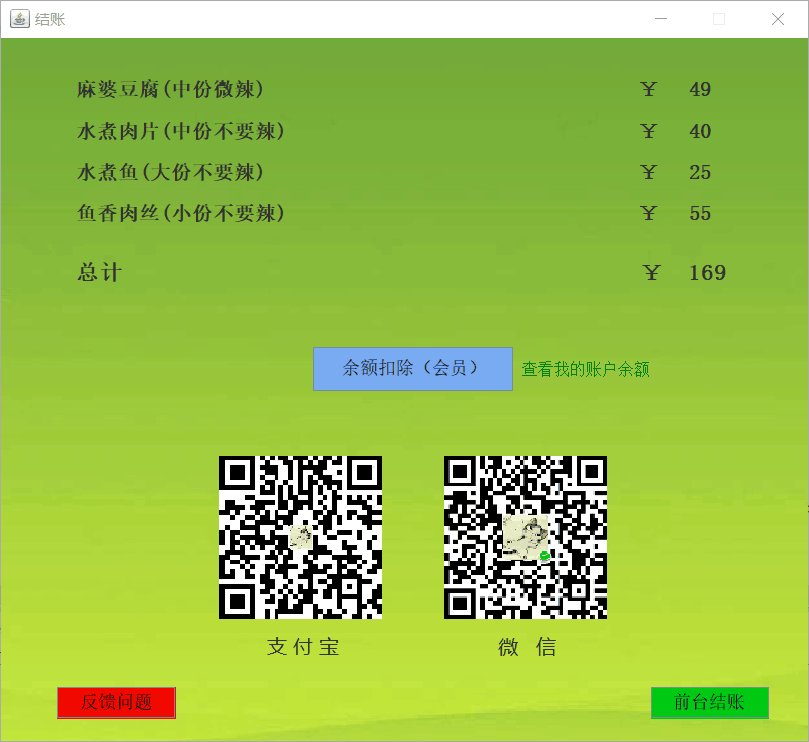 结账
麻婆豆腐(中份微辣) ￥ 49
水煮肉片(中份不要辣) ￥ 40
水煮鱼(大份不要辣) ￥ 25
鱼香肉丝(小份不要辣) ￥ 55
总计 ￥ 169
余额扣除（会员） 查看我的账户余额
支付宝 微 信
反馈问题 前台结账